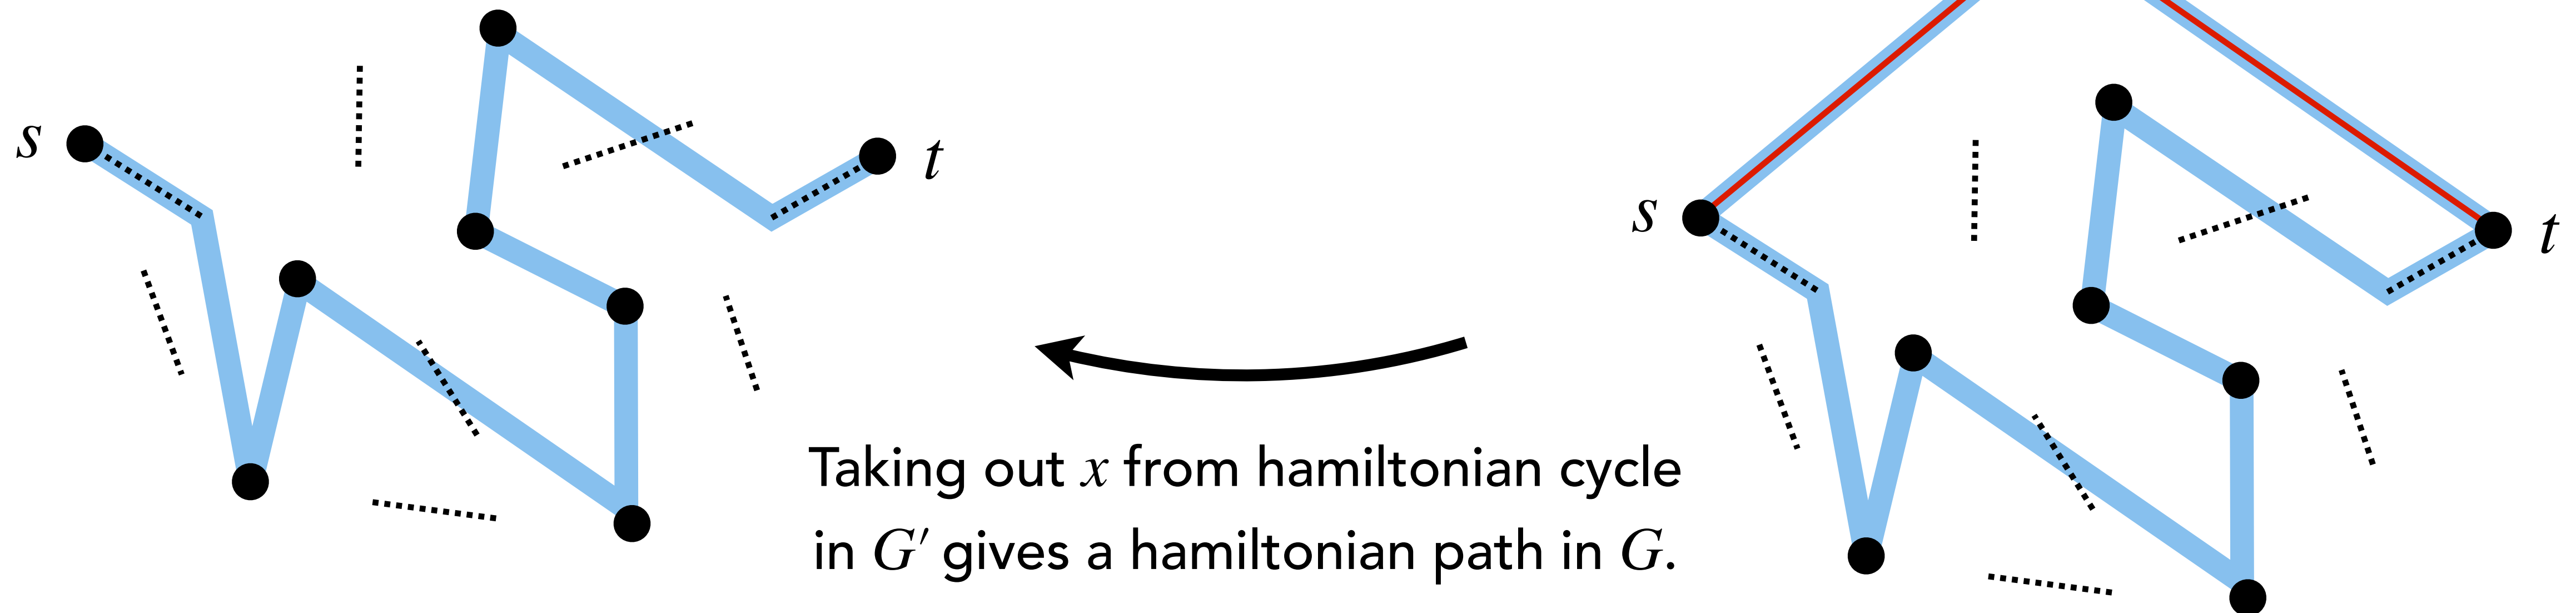 s
t
s
t
Taking out x from hamiltonian cycle
in G′ gives a hamiltonian path in G.